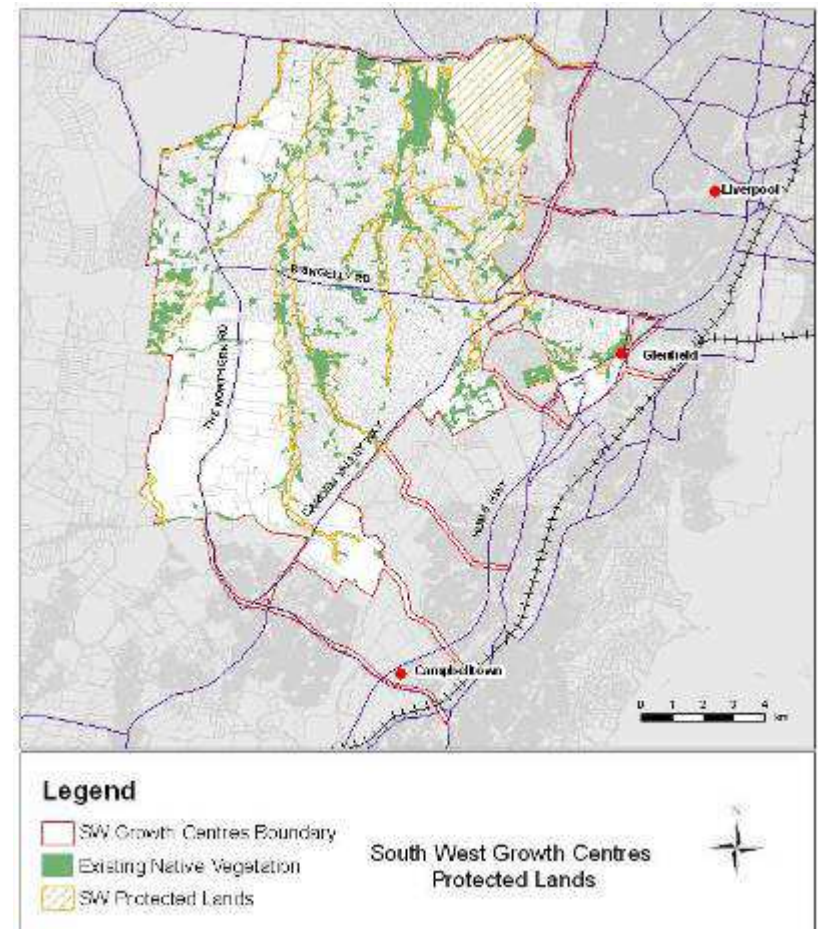 Liverpool
BRINGELLY RD
Glenfield
THE NORTHERN RD
CAMDEN VALLEY WAY
HUME HWY
Campbelltown
0 1 2 3 4
km
Legend
SW Growth Centres Boundary
Existing Native Vegetation
SW Protected Lands
South West Growth Centres
Protected Lands
N